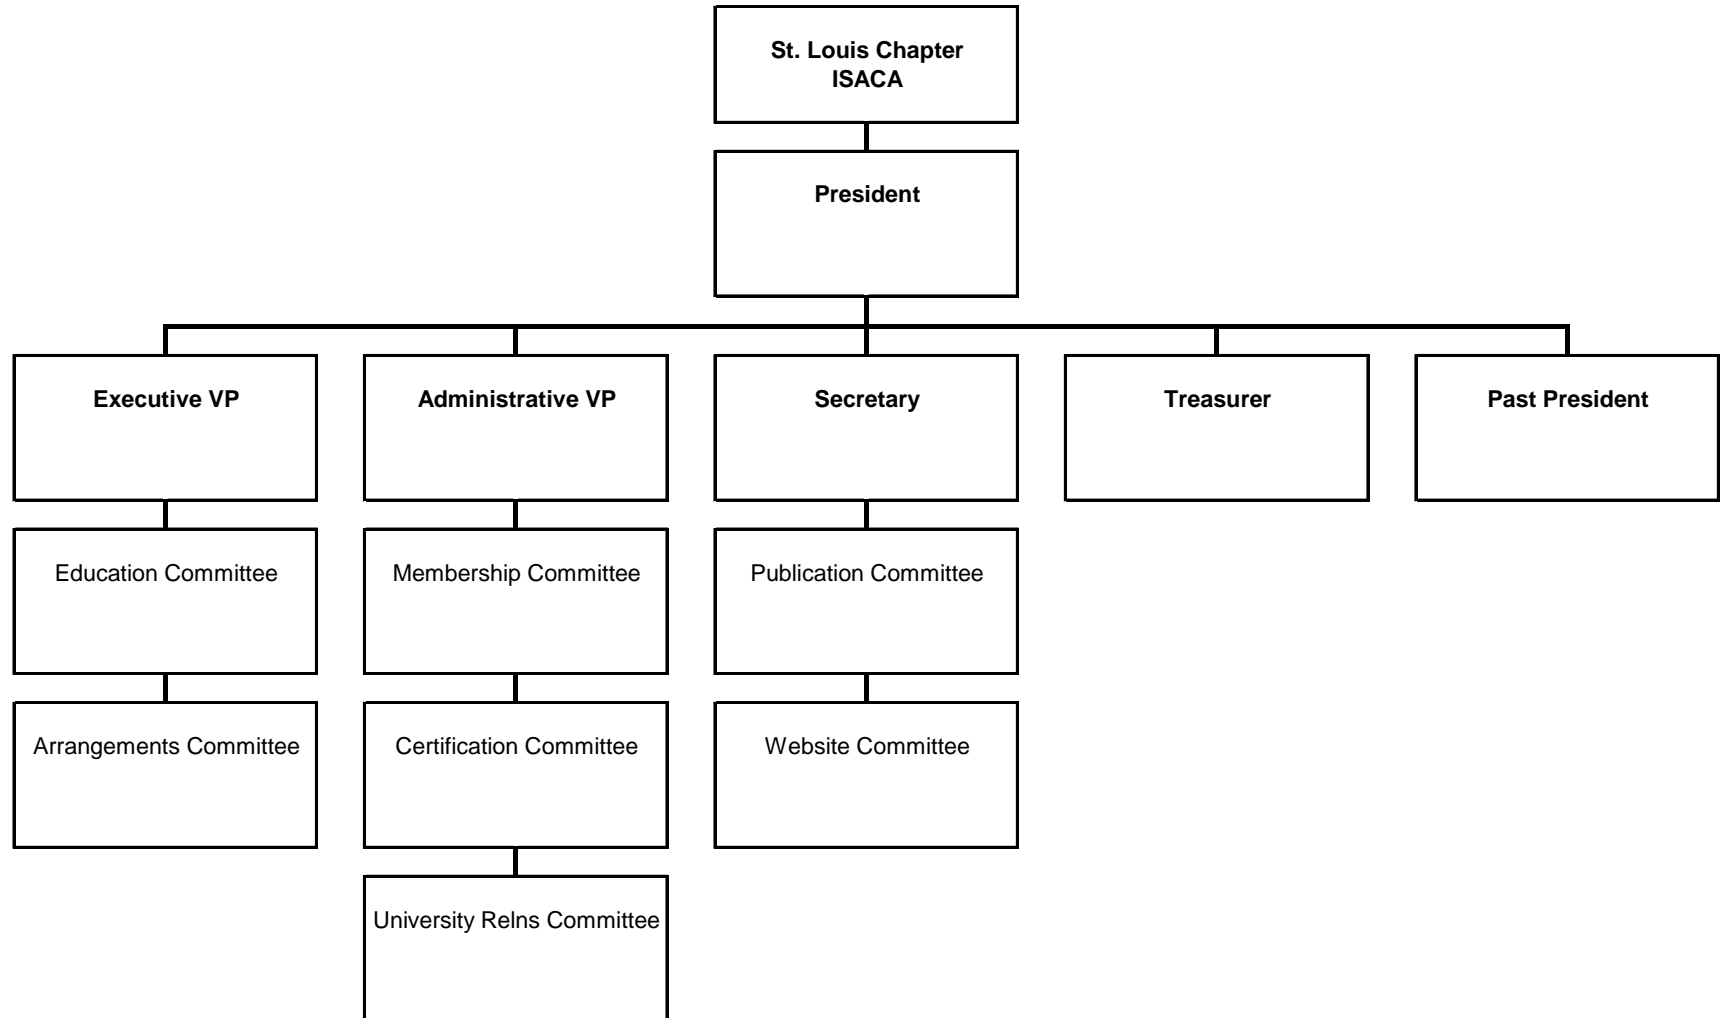 St. Louis Chapter
ISACA
President
Executive VP
Administrative VP
Secretary
Treasurer
Past President
Education Committee
Membership Committee
Publication Committee
Arrangements Committee
Certification Committee
Website Committee
University Relns Committee